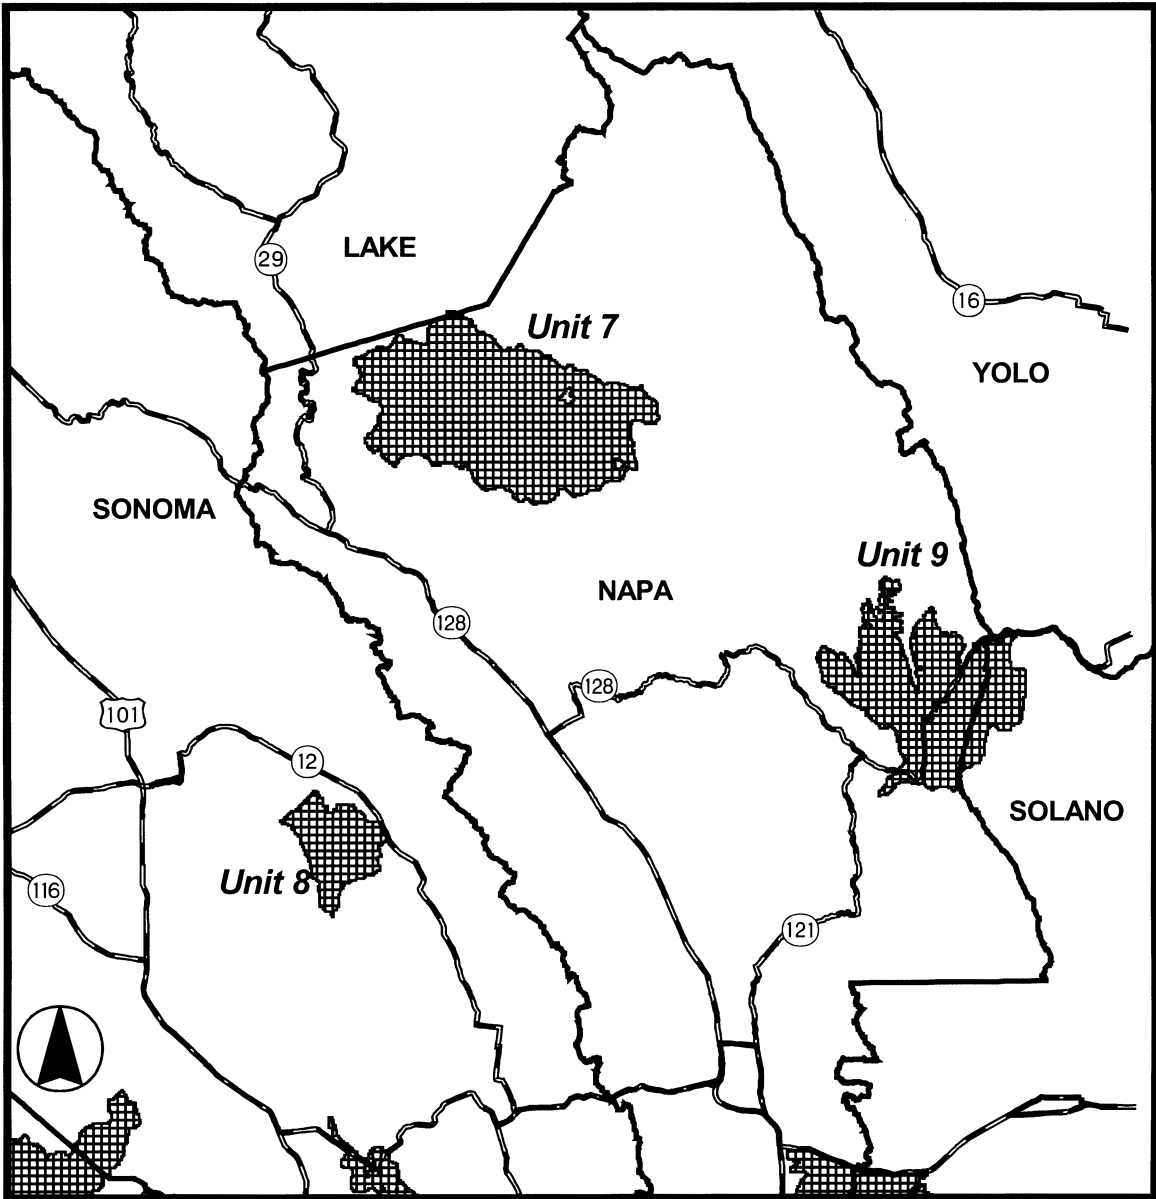 LAKE
29
16
Unit 7
YOLO
SONOMA
Unit 9
NAPA
128
128
101
12
SOLANO
Unit 8
116
121